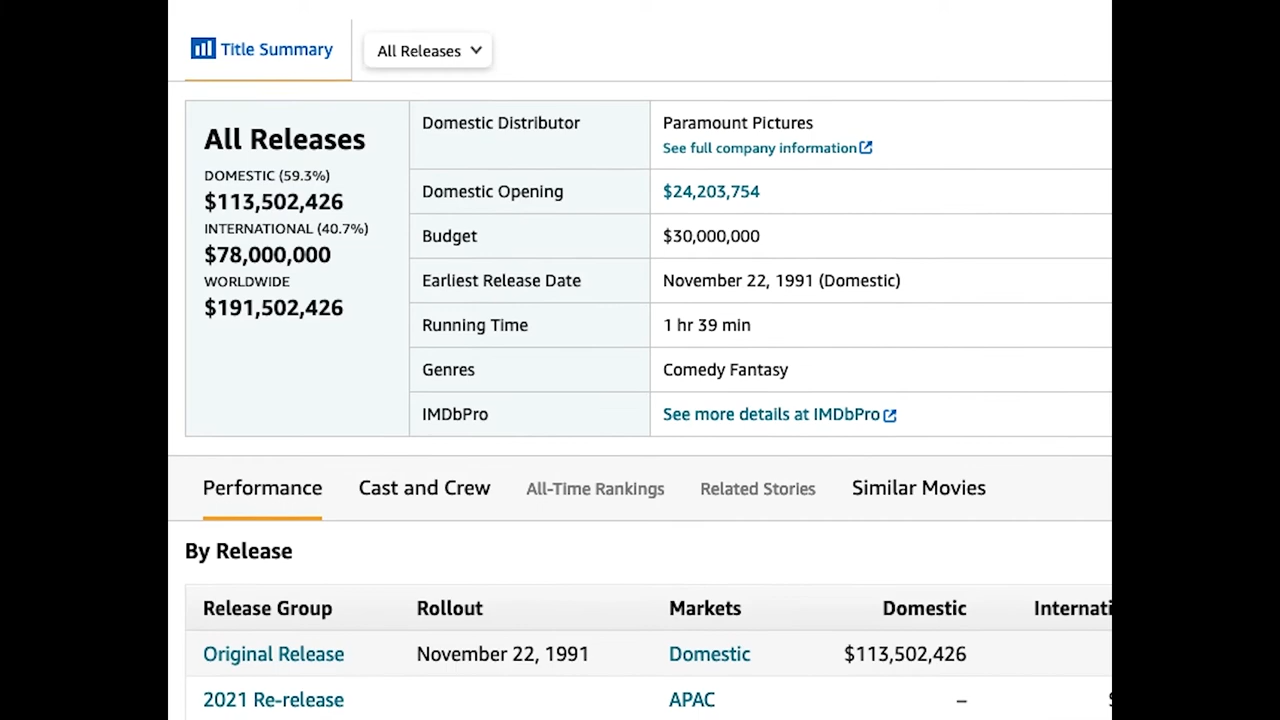 Title Summary
All Releases
All Releases
DOMESTIC (59.3%)
$113,502,426
INTERNATIONAL (40.7%)
$78,000,000
WORLDWIDE
$191,502,426
Domestic Distributor
Paramount Pictures
See full company information
Domestic Opening
$24,203,754
Budget
$30,000,000
Earliest Release Date
November 22, 1991 (Domestic)
Running Time
1 hr 39 min
Genres
Comedy Fantasy
IMDbPro
See more details at IMDbPro
Performance Cast and Crew All-Time Rankings Related Stories Similar Movies
By Release
Release Group Rollout Markets Domestic Internati
Original Release November 22, 1991 Domestic $113,502,426
2021 Re-release APAC –